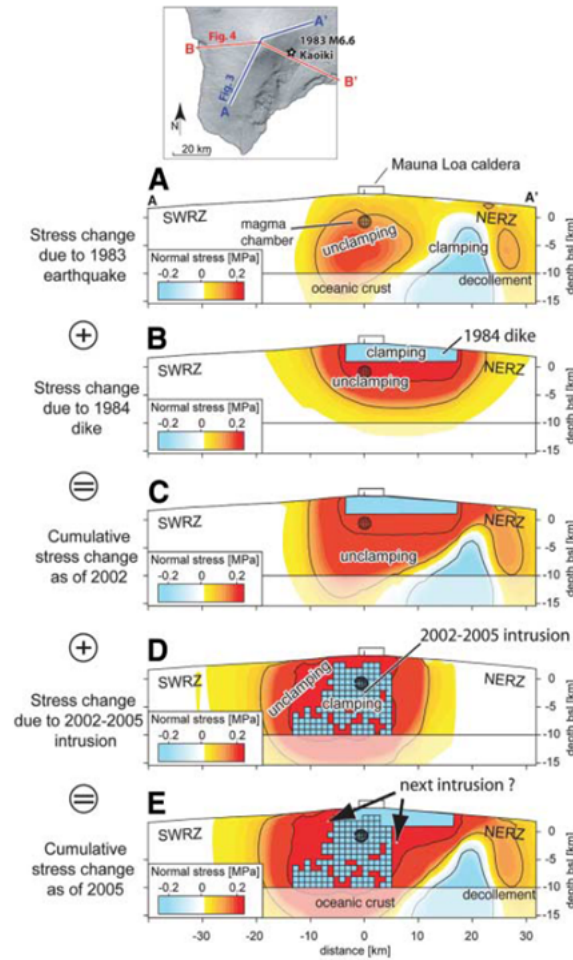 A'
Fig. 4
B
1983 M6.6
Kaoiki
Fig. 3
B'
A
N
20 km
Mauna Loa caldera
A
A
A'
SWRZ
NERZ
magma
chamber
unclamping
clamping
Stress change
due to 1983
earthquake
Normal stress [MPa]
-0.2 0 0.2
oceanic crust
decollement
0
-5
-10
-15
depth bsl [km]
+
B
1984 dike
SWRZ
clamping
NERZ
unclamping
Stress change
due to 1984
dike
Normal stress [MPa]
-0.2 0 0.2
0
-5
-10
-15
depth bsl [km]
=
C
SWRZ
NERZ
Cumulative
stress change
as of 2002
unclamping
Normal stress [MPa]
-0.2 0 0.2
0
-5
-10
-15
depth bsl [km]
+
D
2002-2005 intrusion
SWRZ
unclamping
clamping
NERZ
Stress change
due to 2002-2005
intrusion
Normal stress [MPa]
-0.2 0 0.2
0
-5
-10
-15
depth bsl [km]
=
E
next intrusion ?
SWRZ
NERZ
Cumulative
stress change
as of 2005
Normal stress [MPa]
-0.2 0 0.2
oceanic crust
decollement
0
-5
-10
-15
depth bsl [km]
-40 -30 -20 -10 0 10 20 30
distance [km]